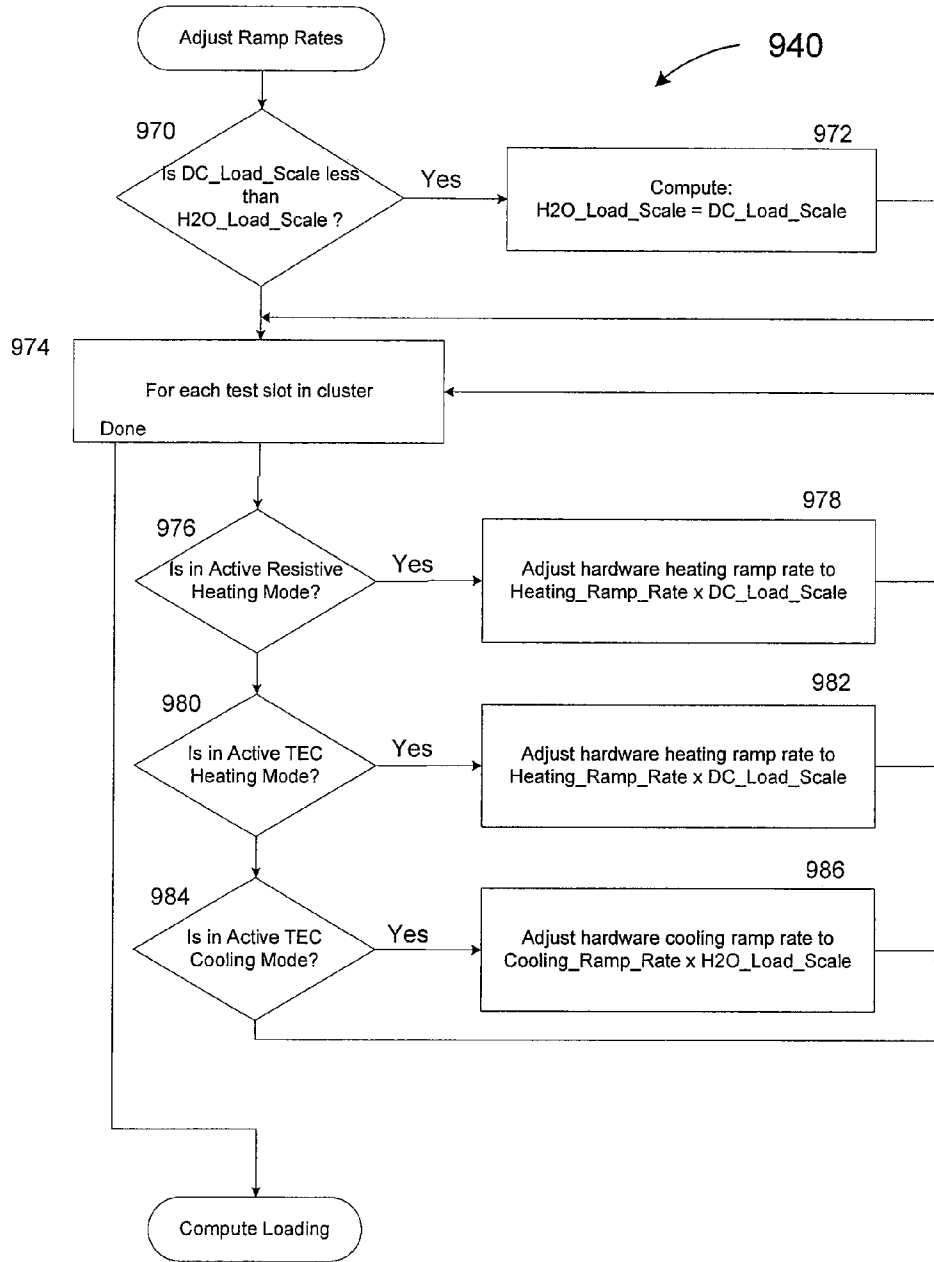 Adjust Ramp Rates
940
970
Is DC_Load_Scale less
than
H2O_Load_Scale ?
Yes
972
Compute:
H2O_Load_Scale = DC_Load_Scale
974
For each test slot in cluster
Done
976
Is in Active Resistive
Heating Mode?
Yes
978
Adjust hardware heating ramp rate to
Heating_Ramp_Rate x DC_Load_Scale
980
Is in Active TEC
Heating Mode?
Yes
982
Adjust hardware heating ramp rate to
Heating_Ramp_Rate x DC_Load_Scale
984
Is in Active TEC
Cooling Mode?
Yes
986
Adjust hardware cooling ramp rate to
Cooling_Ramp_Rate x H2O_Load_Scale
Compute Loading